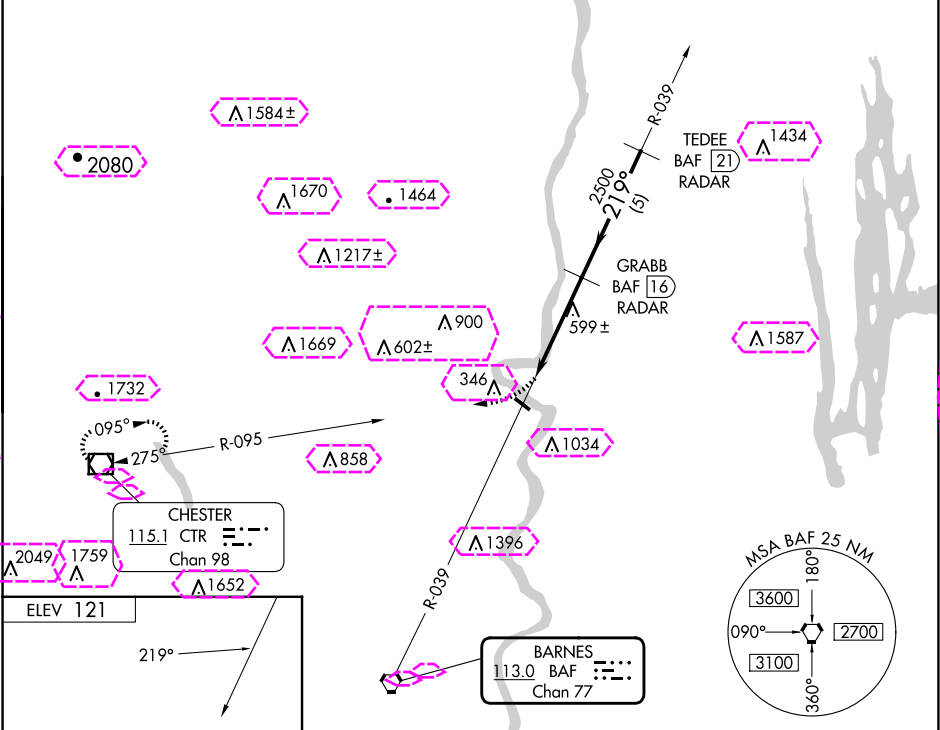 1584±
2080
1670
1464
1217±
R-039
TEDEE
BAF 21
RADAR
1434
2500
219°
(5)
GRABB
BAF 16
RADAR
599±
900
602±
1669
1587
346
1732
095°
275°
R-095
858
1034
CHESTER
115.1 CTR
Chan 98
2049
1759
1652
1396
R-039
ELEV 121
219°
BARNES
113.0 BAF
Chan 77
MSA BAF 25 NM
180°
3600
090°
2700
3100
360°